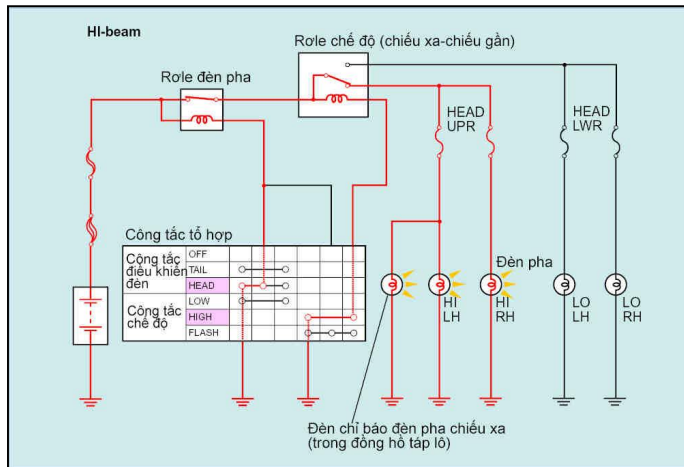 HI-beam
Rơle chế độ (chiếu xa-chiếu gần)
Rơle đèn pha
HEAD
UPR
HEAD
LWR
Công tắc tổ hợp
Công tắc
điều khiển
đèn
OFF
TAIL
HEAD
Công tắc
chế độ
LOW
HIGH
FLASH
Đèn pha
HI
LH
HI
RH
LO
LH
LO
RH
Đèn chỉ báo đèn pha chiếu xa
(trong đồng hồ táp lô)